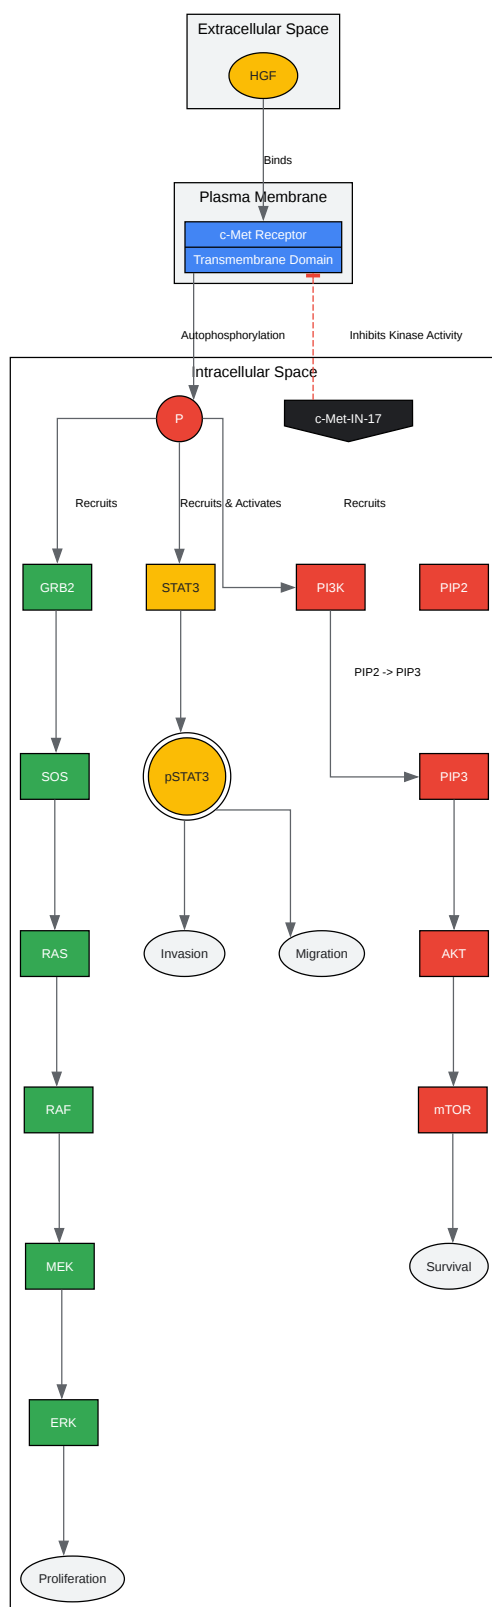 Extracellular Space
HGF
Binds
Plasma Membrane
c-Met Receptor
Transmembrane Domain
Autophosphorylation
Inhibits Kinase Activity
Intracellular Space
P
c-Met-IN-17
Recruits
Recruits & Activates
Recruits
GRB2
STAT3
PI3K
PIP2
PIP2 -> PIP3
SOS
pSTAT3
PIP3
RAS
Invasion
Migration
AKT
RAF
mTOR
MEK
Survival
ERK
Proliferation